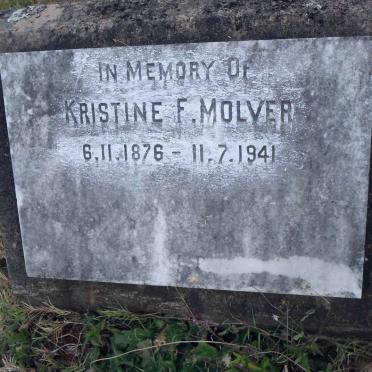 In Memory Of
Kristine F. Molver
6.11.1876 - 11.7.1941